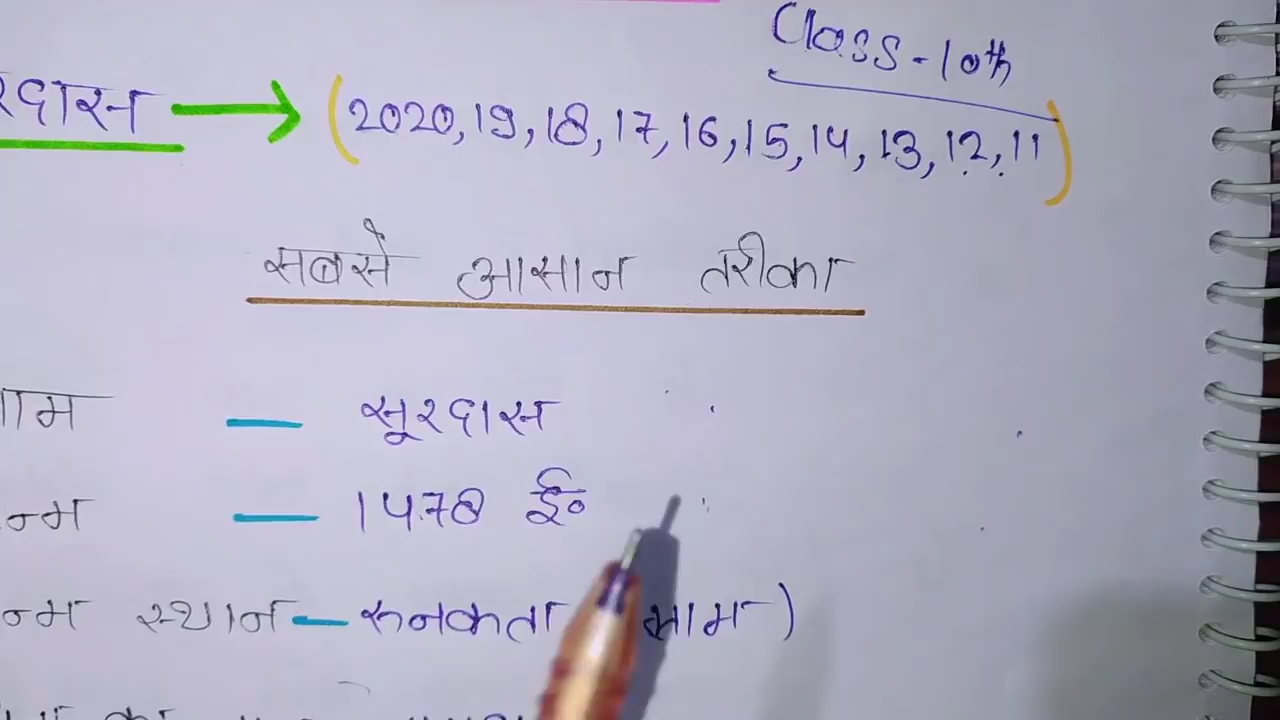 Class-10th
रदास → (2020,19,18,17,16,15,14,13,12,11)
सबसे आसान तरीका
नाम — सूरदास
न्म — 1478 ई०
न्म स्थान — रूनकता ग्राम)